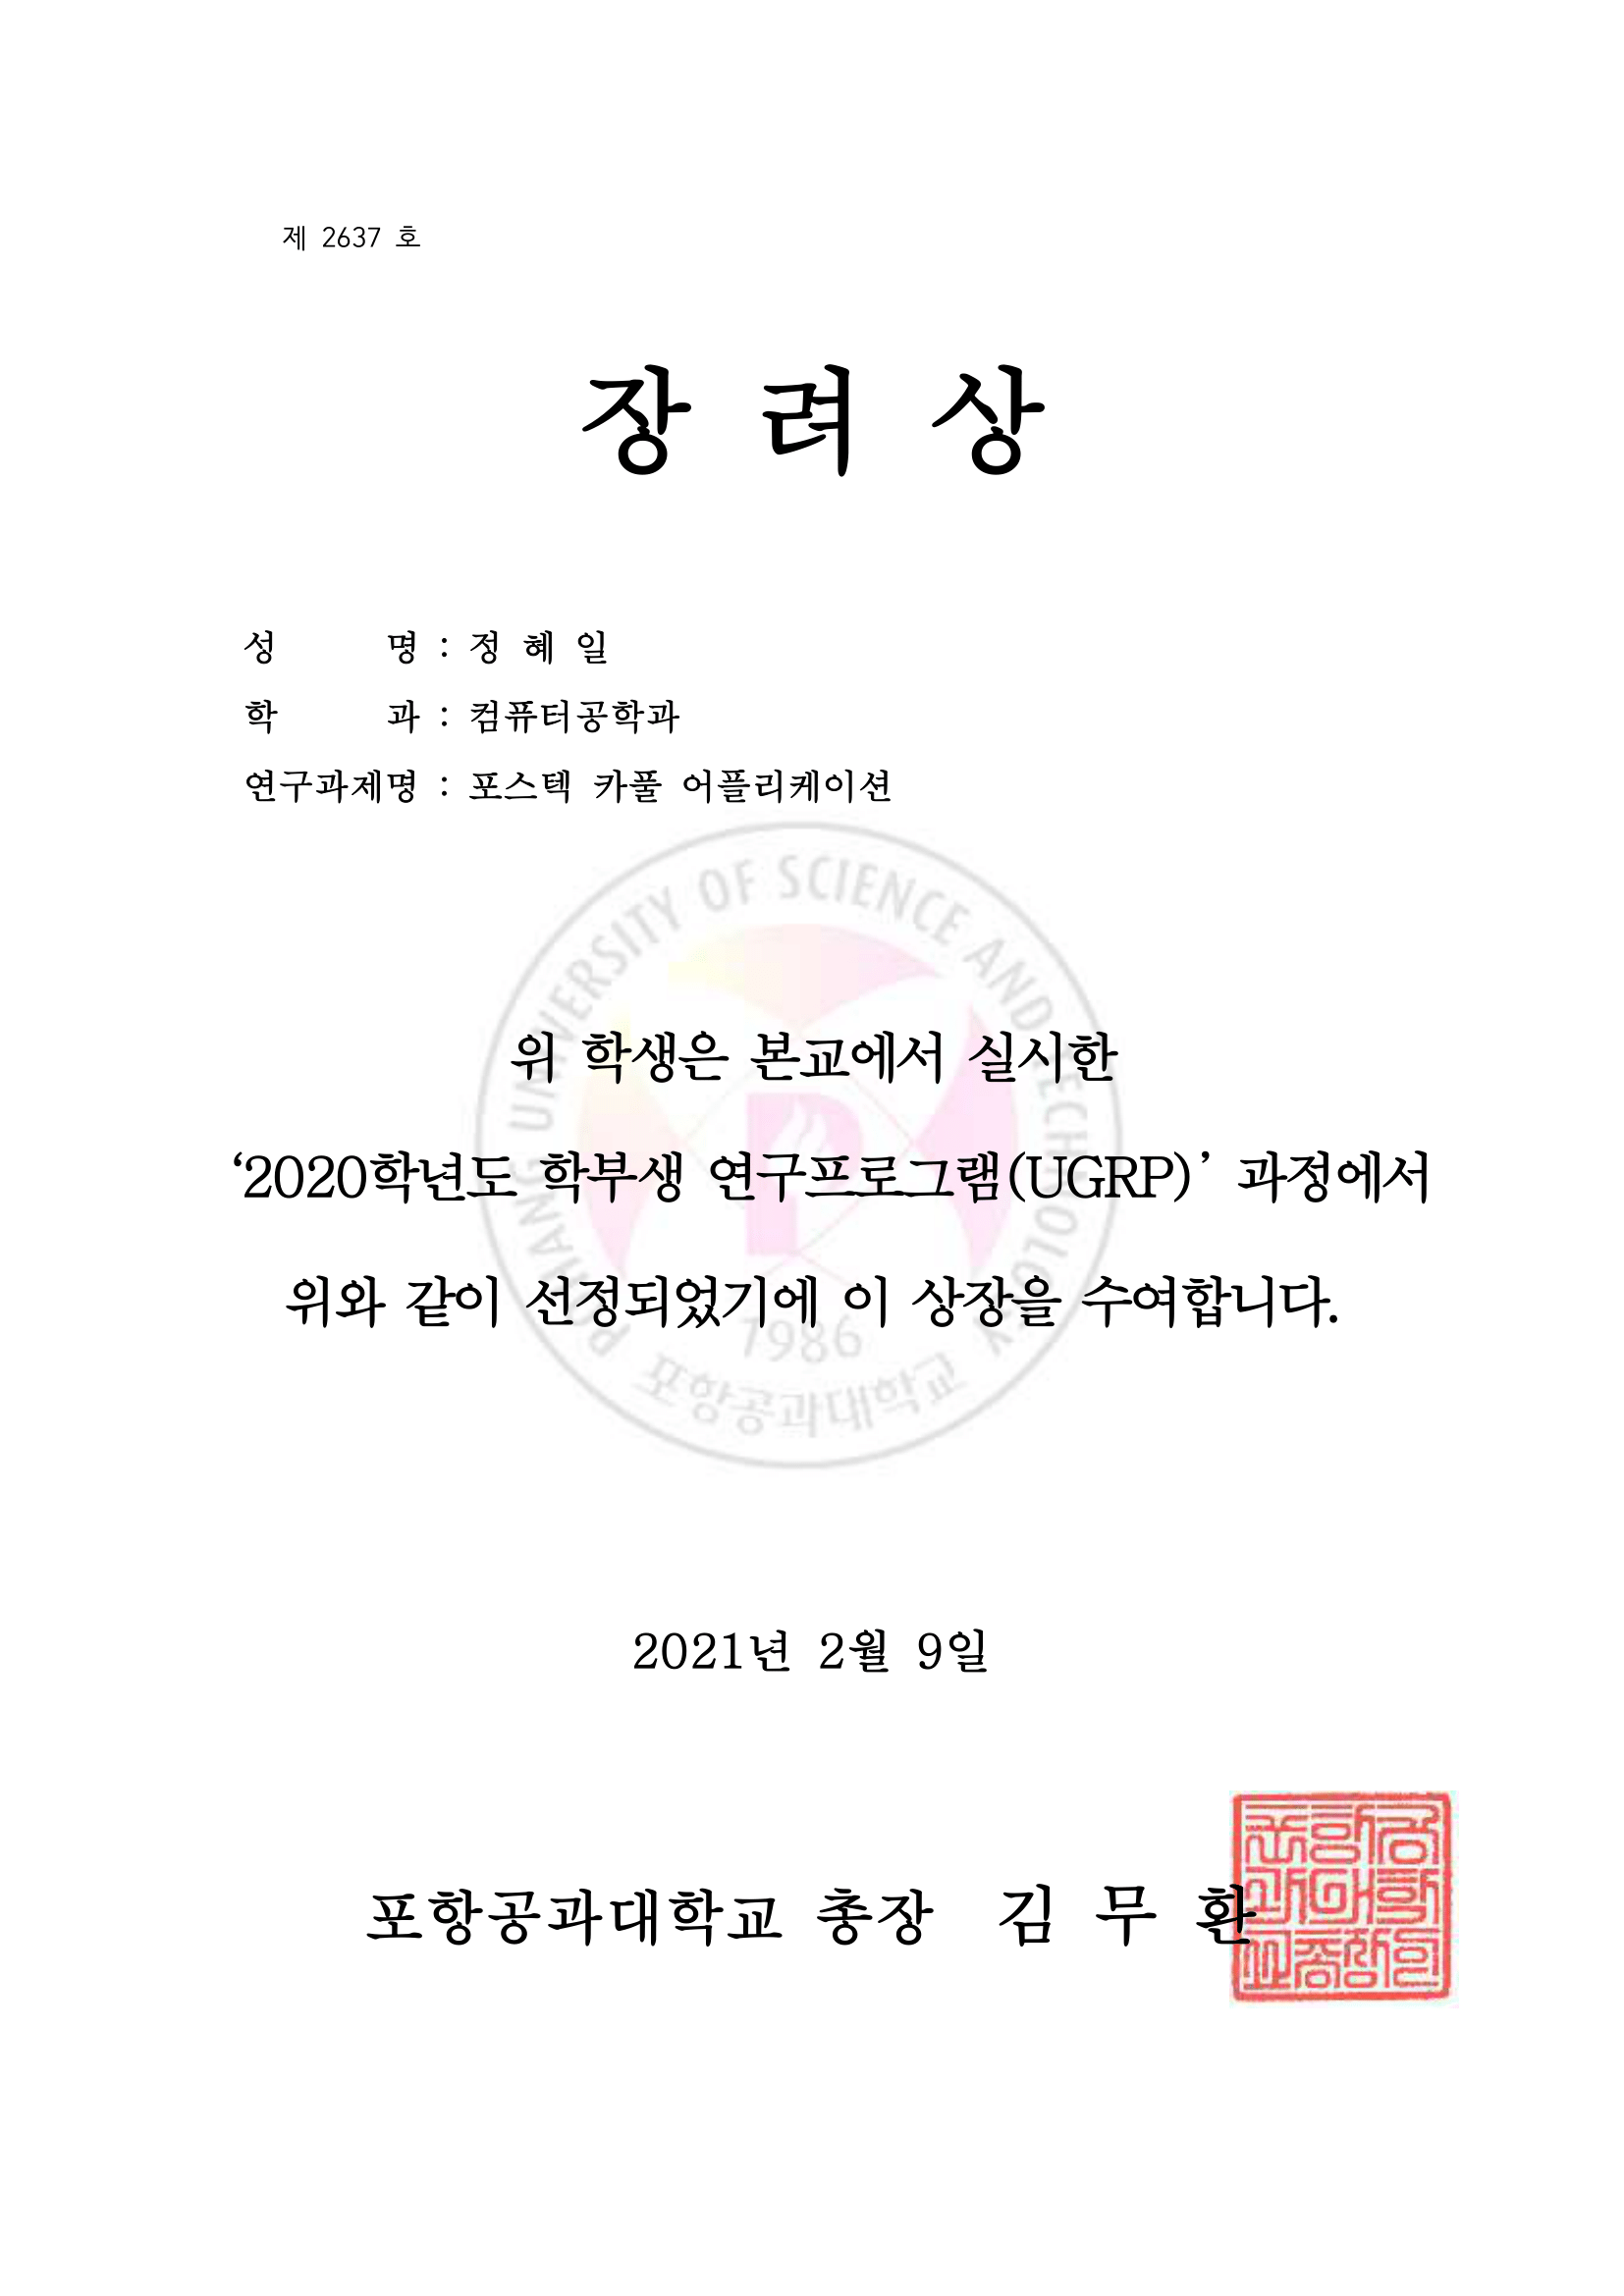 제 2637 호
장 려 상
성 명 : 정 혜 일
학 과 : 컴퓨터공학과
연구과제명 : 포스텍 카풀 어플리케이션
POHANG UNIVERSITY OF SCIENCE AND TECHNOLOGY
위 학생은 본교에서 실시한
‘2020학년도 학부생 연구프로그램(UGRP)’ 과정에서
위와 같이 선정되었기에 이 상장을 수여합니다.
1986
포항공과대학교
2021년 2월 9일
포항공과대학교 총장 김 무 환